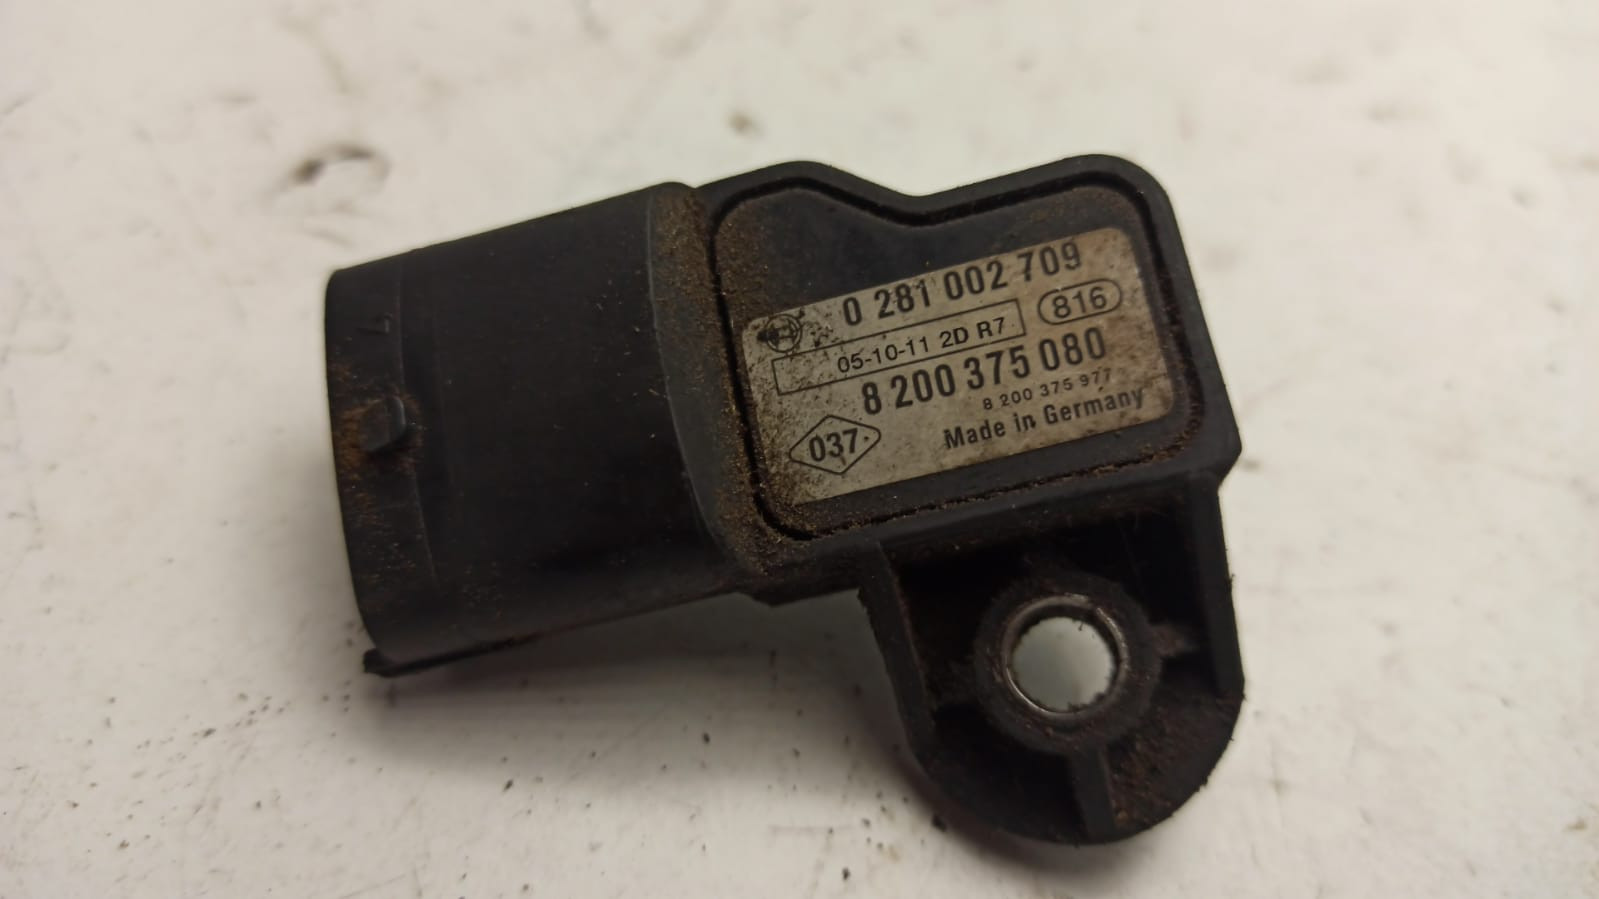 0 281 002 709
05-10-11 2D R7 816
8 200 375 080
8 200 375 977
037 Made in Germany